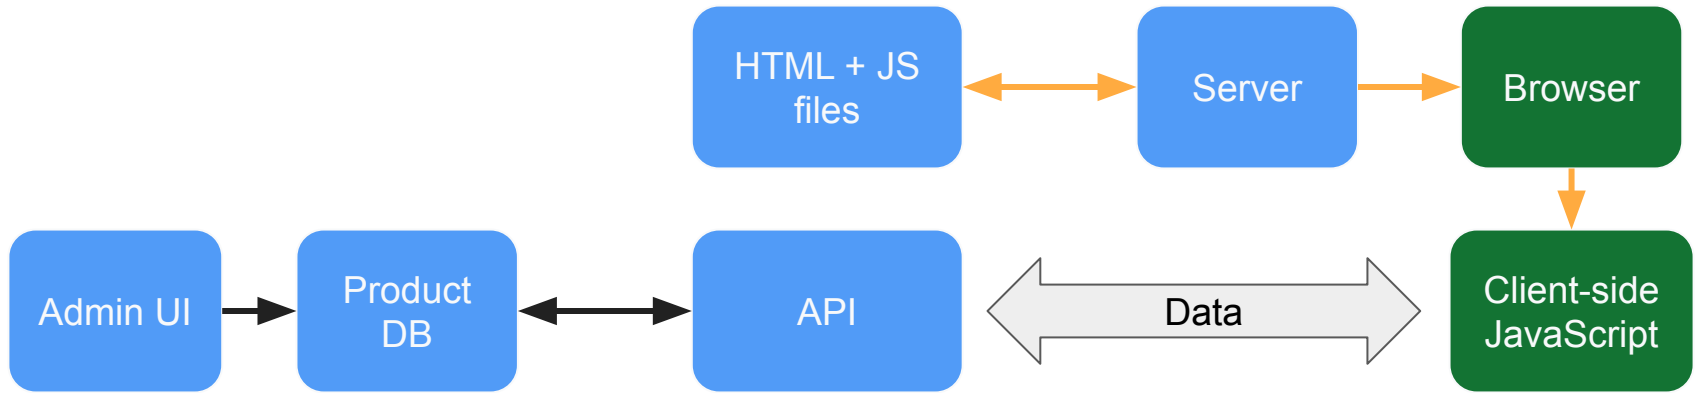 HTML + JS
files
Server
Browser
Admin UI
Product
DB
API
Data
Client-side
JavaScript